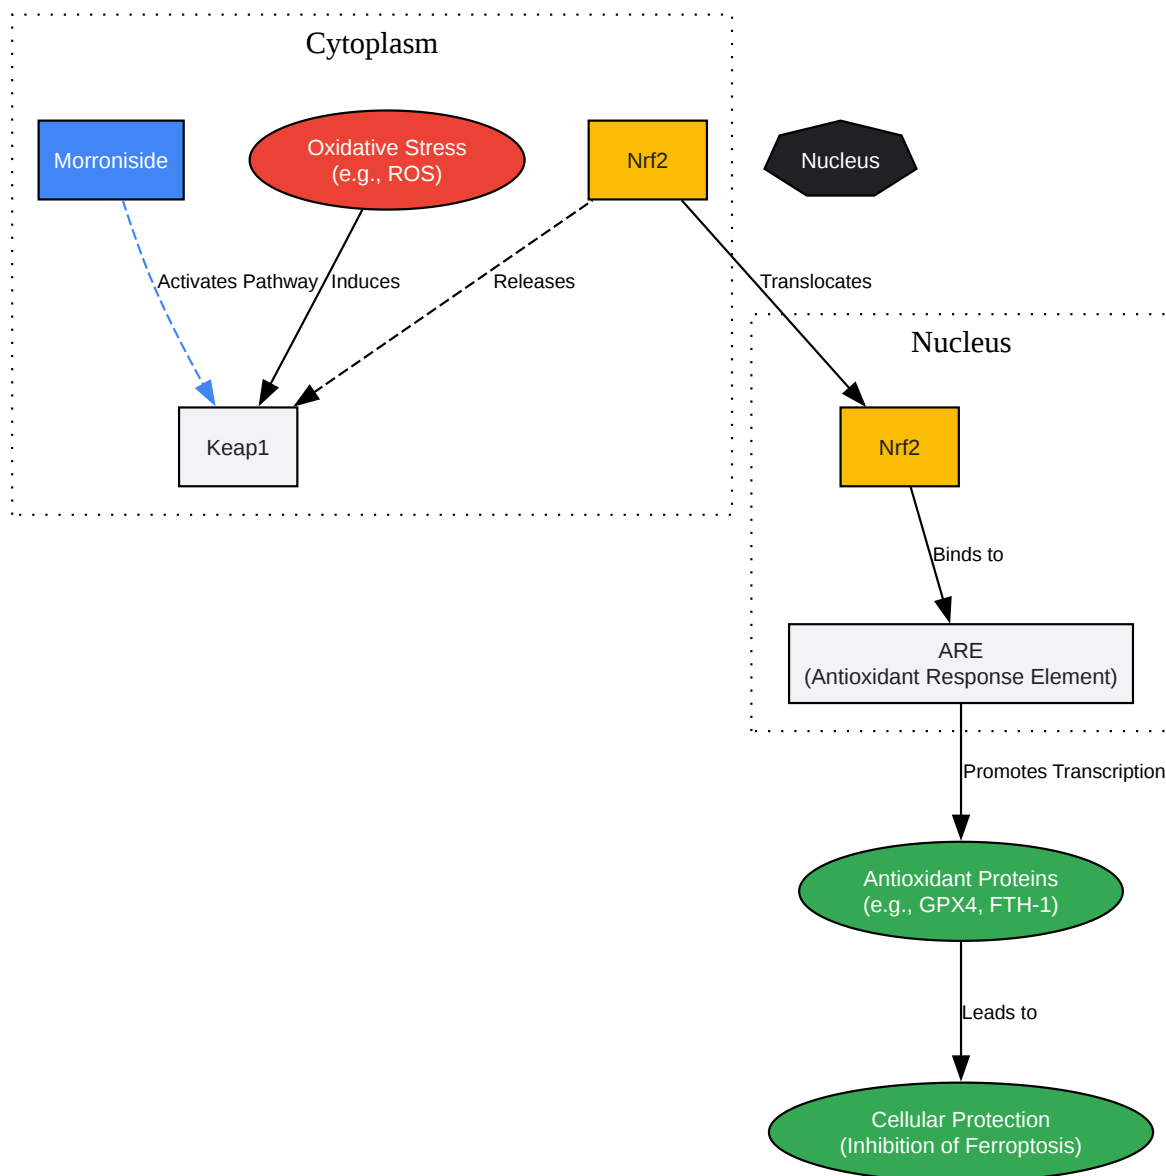 Cytoplasm
Morroniside
Oxidative Stress
(e.g., ROS)
Nrf2
Nucleus
Activates Pathway
Induces
Releases
Translocates
Nucleus
Keap1
Nrf2
Binds to
ARE
(Antioxidant Response Element)
Promotes Transcription
Antioxidant Proteins
(e.g., GPX4, FTH-1)
Leads to
Cellular Protection
(Inhibition of Ferroptosis)